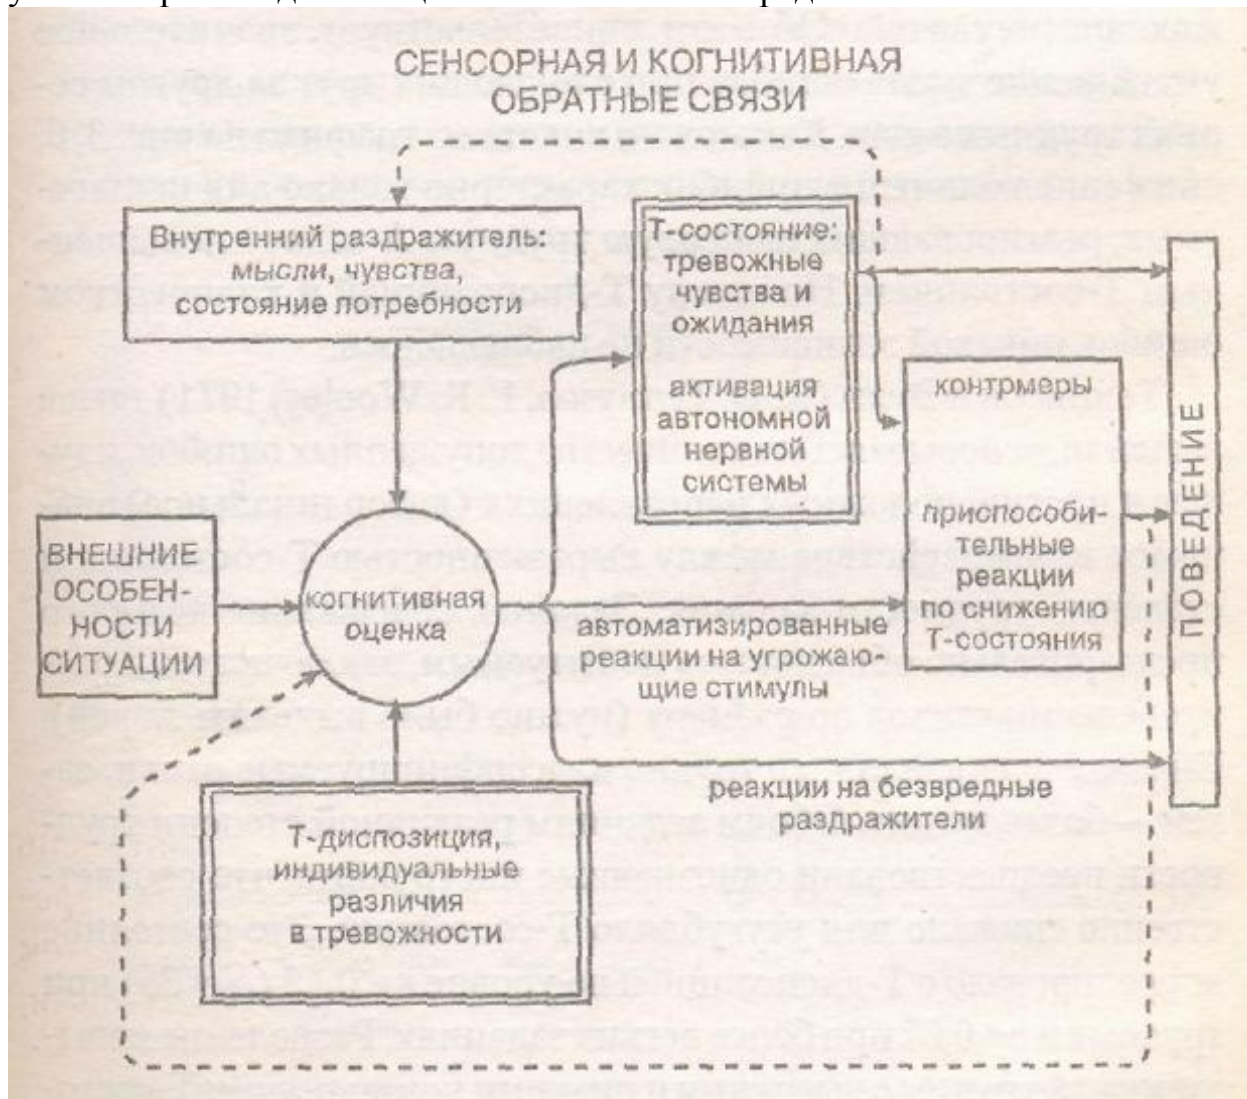 СЕНСОРНАЯ И КОГНИТИВНАЯ
ОБРАТНЫЕ СВЯЗИ
Внутренний раздражитель:
мысли, чувства,
состояние потребности
Т-состояние:
тревожные
чувства и
ожидания
активация
автономной
нервной
системы
контрмеры
приспособи-
тельные
реакции
по снижению
Т-состояния
ПОВЕДЕНИЕ
ВНЕШНИЕ
ОСОБЕН-
НОСТИ
СИТУАЦИИ
когнитивная
оценка
автоматизированные
реакции на угрожаю-
щие стимулы
реакции на безвредные
раздражители
Т-диспозиция,
индивидуальные
различия
в тревожности